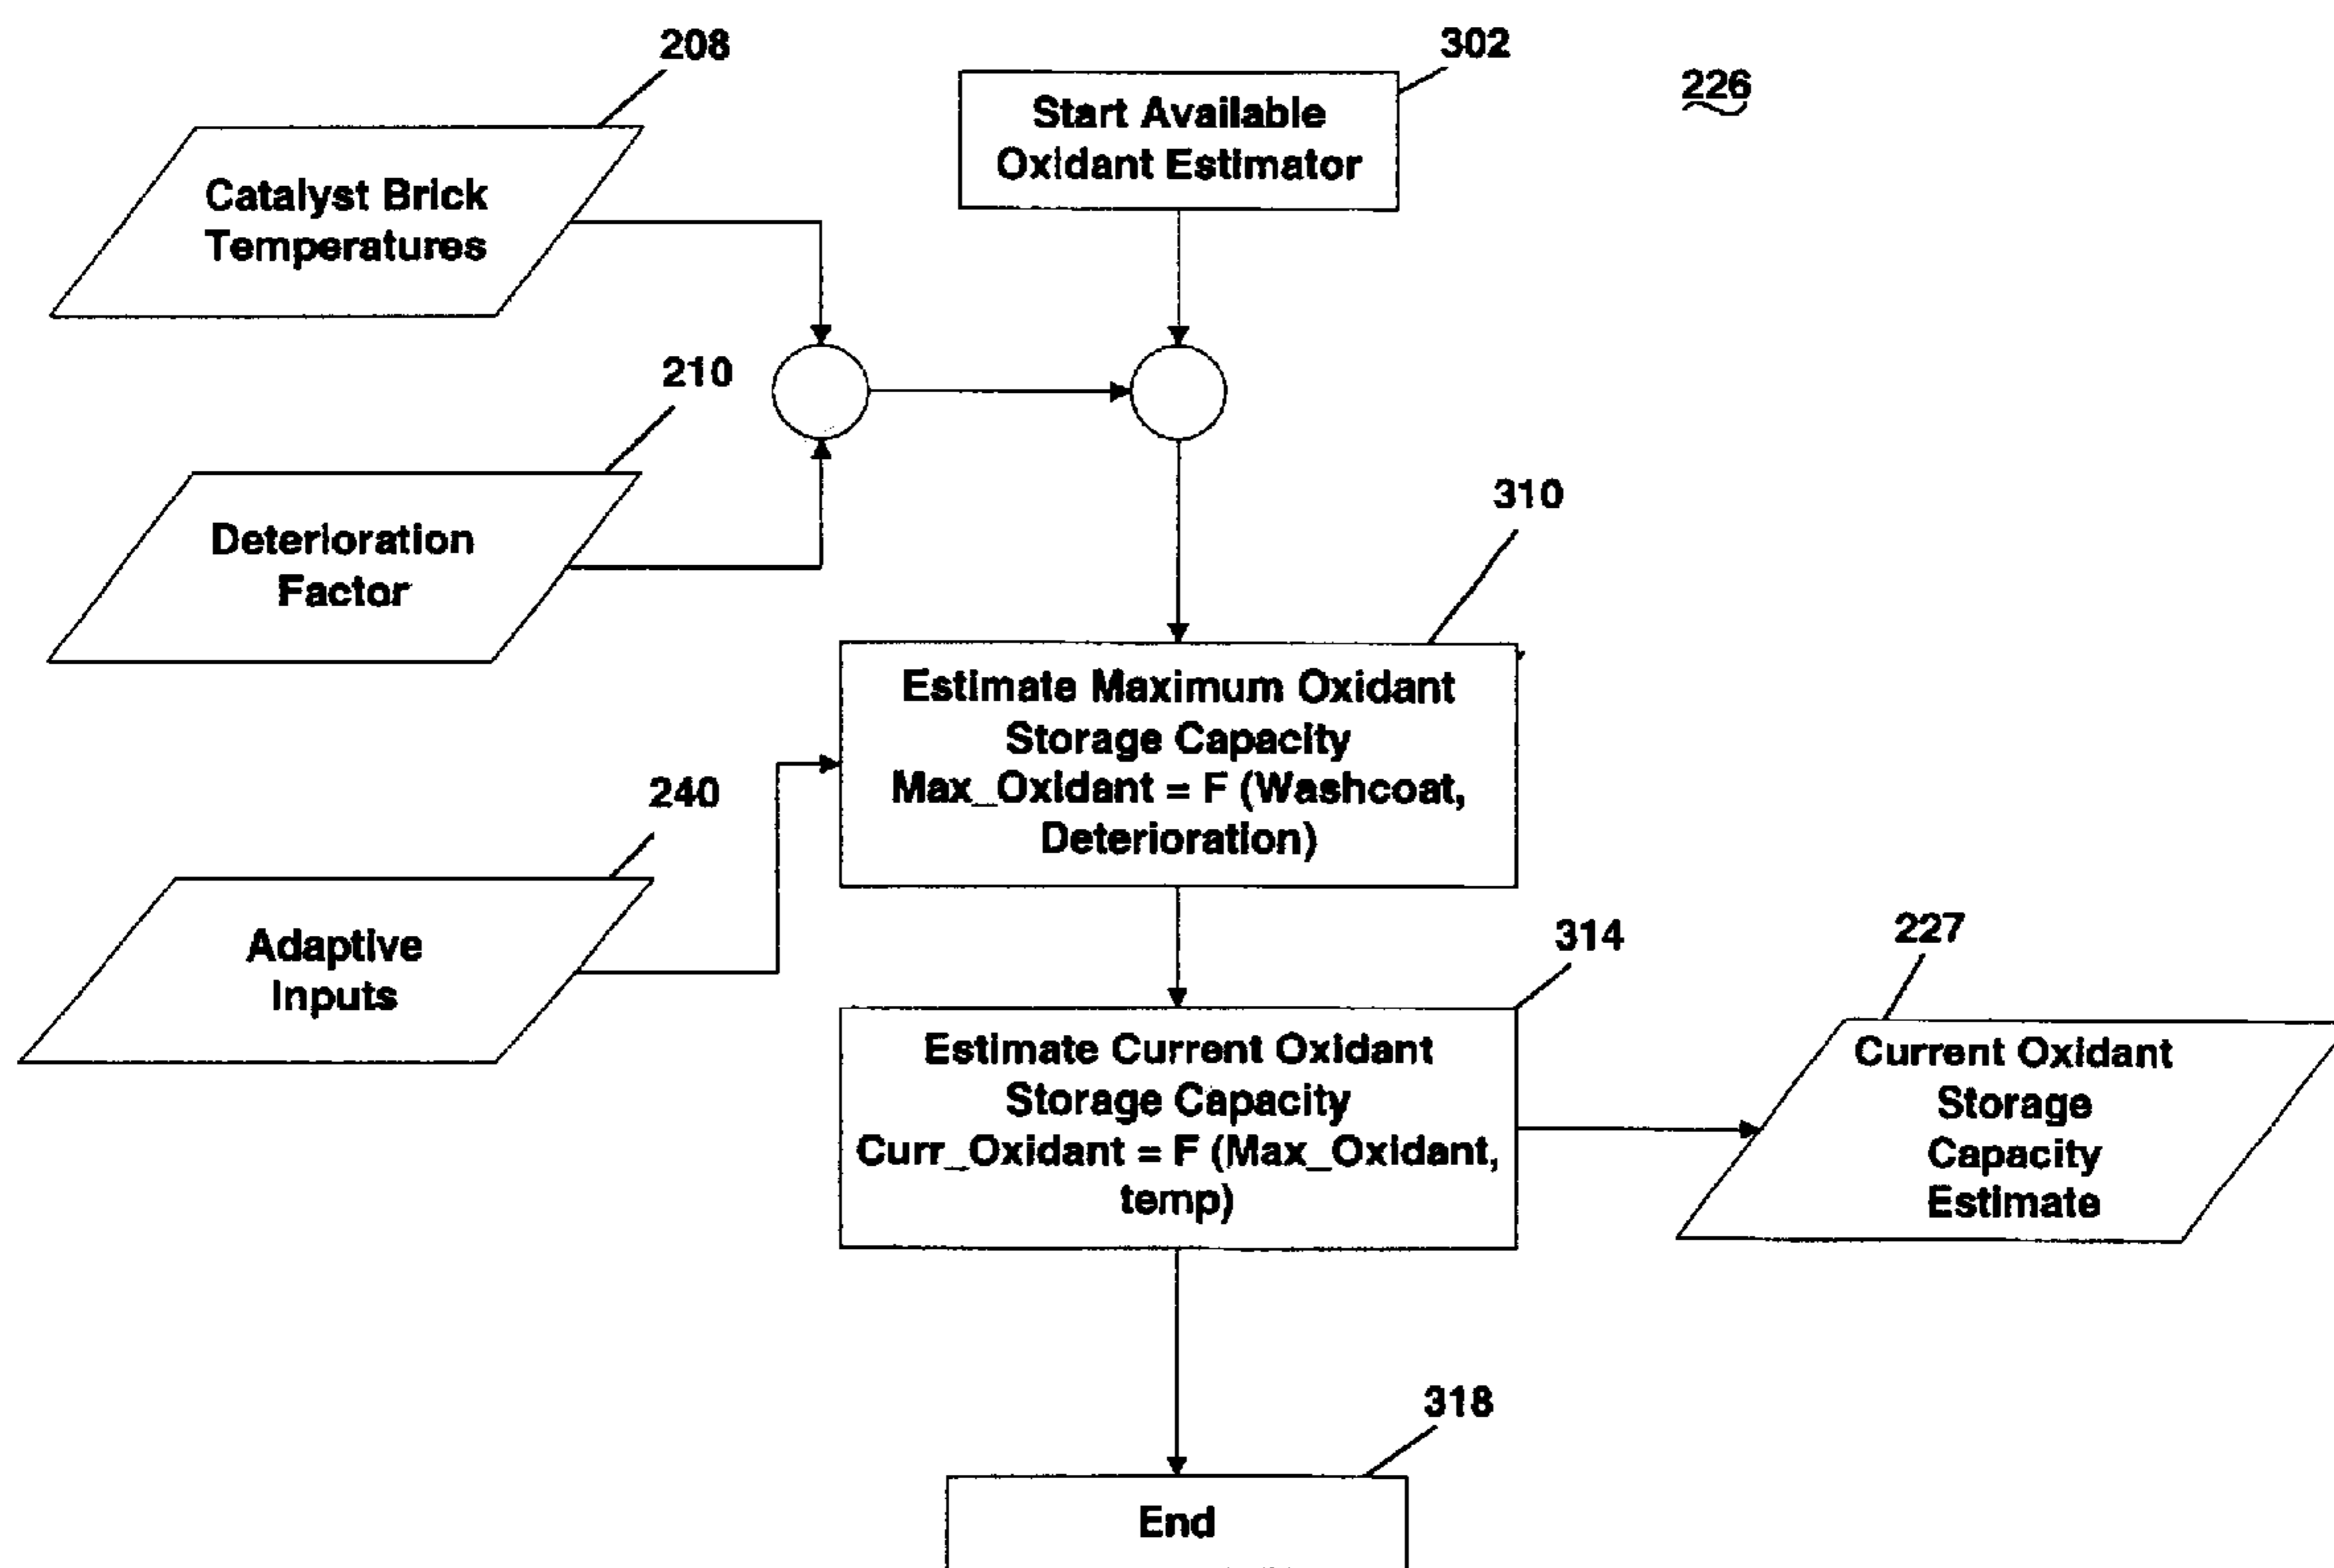 208
302
226
Start Available
Oxidant Estimator
Catalyst Brick
Temperatures
210
Deterioration
Factor
310
Estimate Maximum Oxidant
Storage Capacity
Max_Oxidant = F (Washcoat,
Deterioration)
240
Adaptive
Inputs
314
227
Estimate Current Oxidant
Storage Capacity
Curr_Oxidant = F (Max_Oxidant,
temp)
Current Oxidant
Storage
Capacity
Estimate
318
End